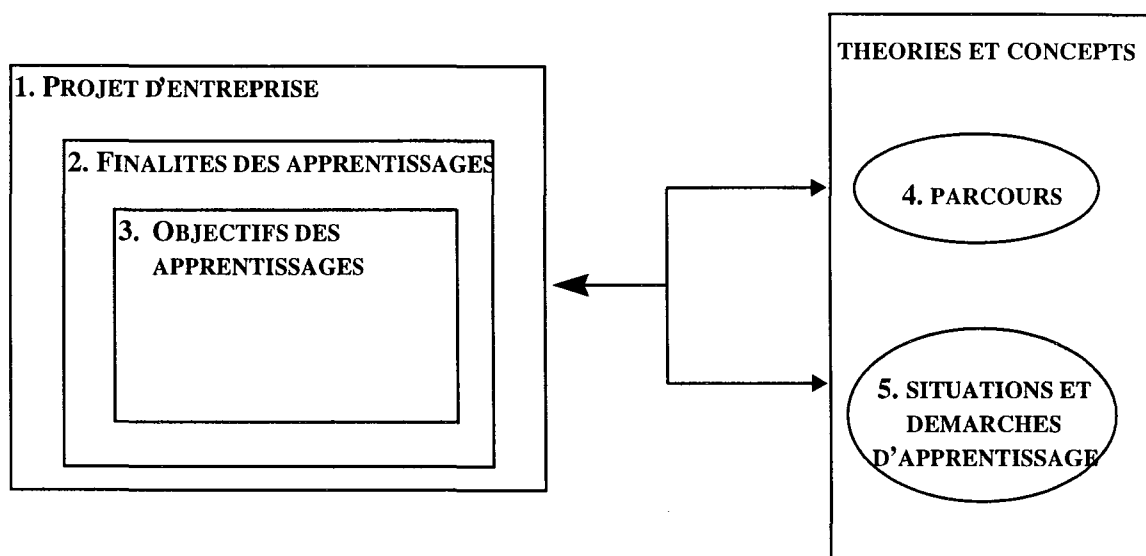 1. PROJET D'ENTREPRISE
2. FINALITES DES APPRENTISSAGES
3. OBJECTIFS DES
APPRENTISSAGES
THEORIES ET CONCEPTS
4. PARCOURS
5. SITUATIONS ET
DEMARCHES
D'APPRENTISSAGE